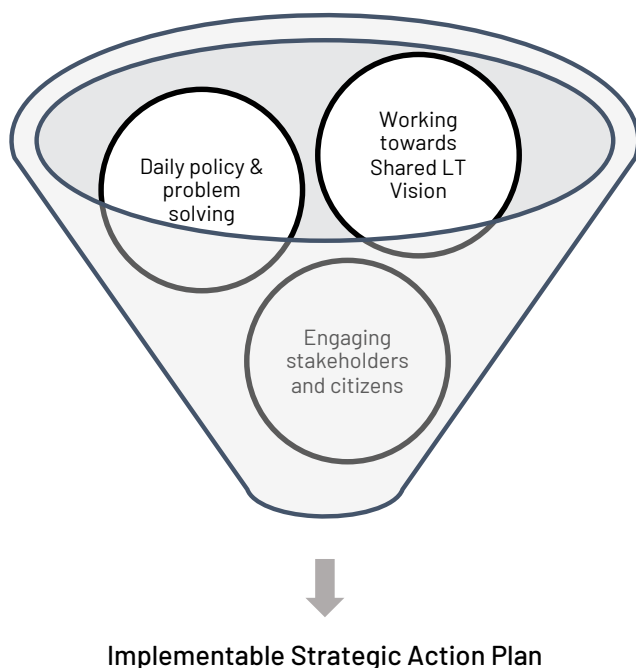 Working
towards
Shared LT
Vision
Daily policy &
problem
solving
Engaging
stakeholders
and citizens
Implementable Strategic Action Plan